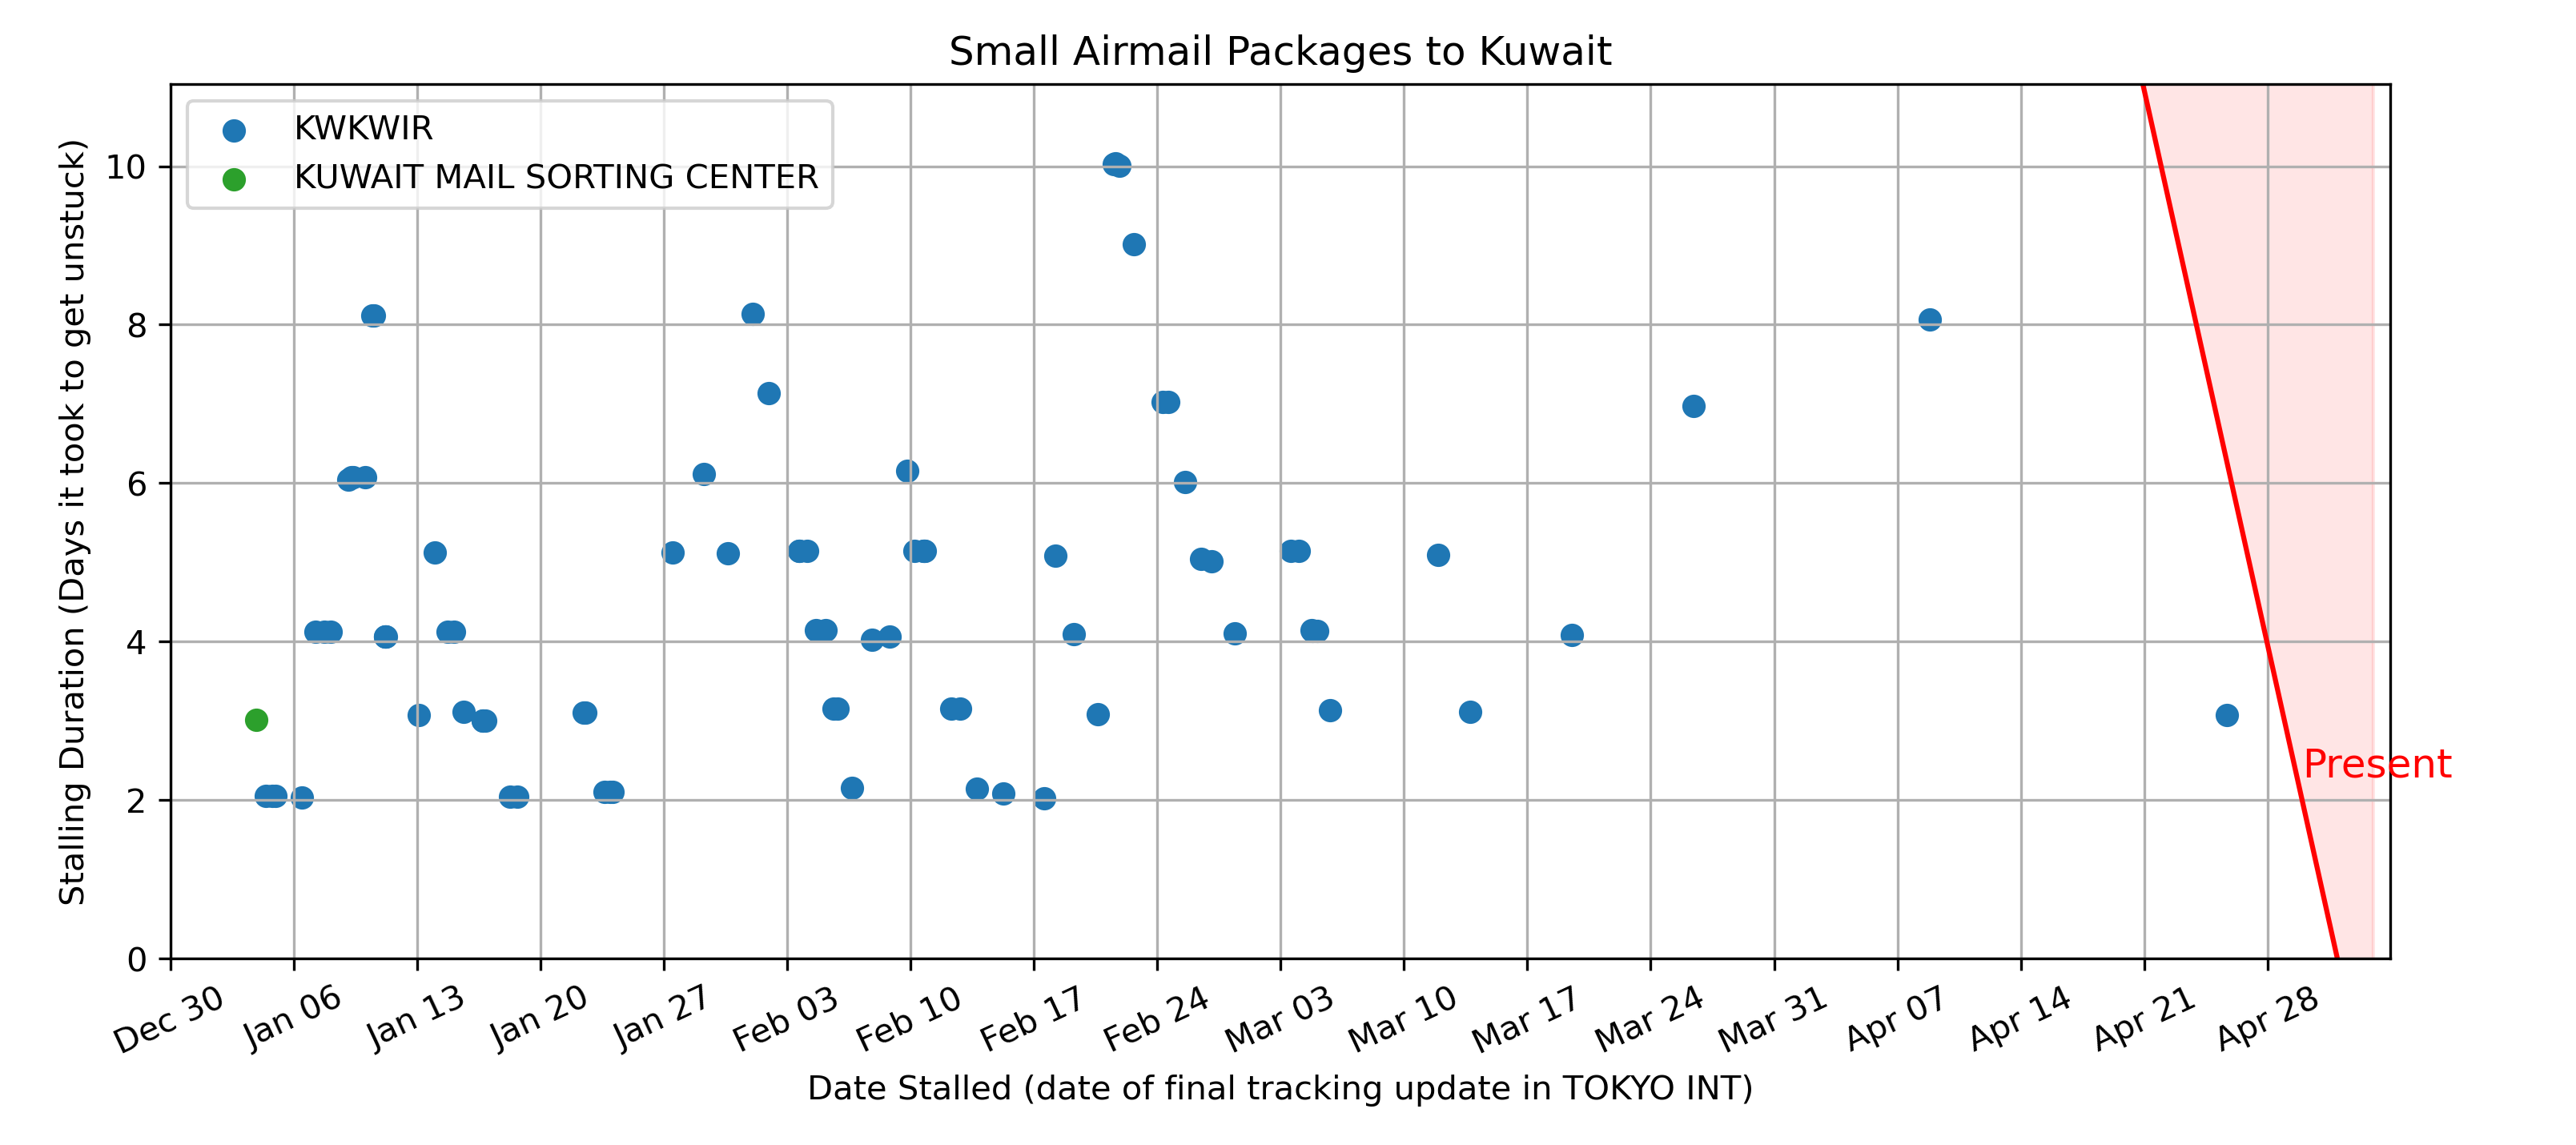 Small Airmail Packages to Kuwait
KWKWIR
KUWAIT MAIL SORTING CENTER
Stalling Duration (Days it took to get unstuck)
10
8
6
4
2
0
Present
Dec 30
Jan 06
Jan 13
Jan 20
Jan 27
Feb 03
Feb 10
Feb 17
Feb 24
Mar 03
Mar 10
Mar 17
Mar 24
Mar 31
Apr 07
Apr 14
Apr 21
Apr 28
Date Stalled (date of final tracking update in TOKYO INT)